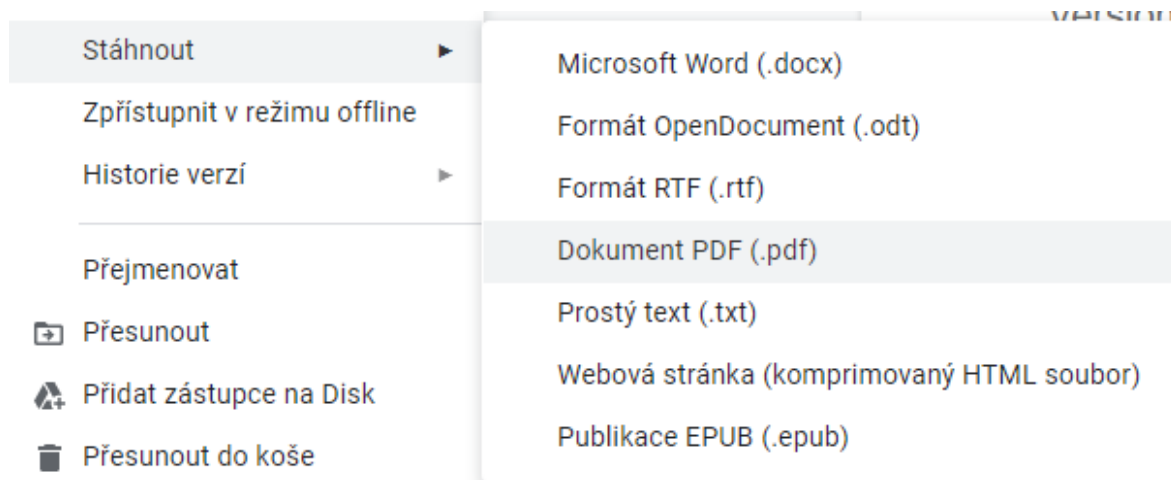 Stáhnout
Zpřístupnit v režimu offline
Historie verzí
Přejmenovat
Přesunout
Přidat zástupce na Disk
Přesunout do koše
Microsoft Word (.docx)
Formát OpenDocument (.odt)
Formát RTF (.rtf)
Dokument PDF (.pdf)
Prostý text (.txt)
Webová stránka (komprimovaný HTML soubor)
Publikace EPUB (.epub)